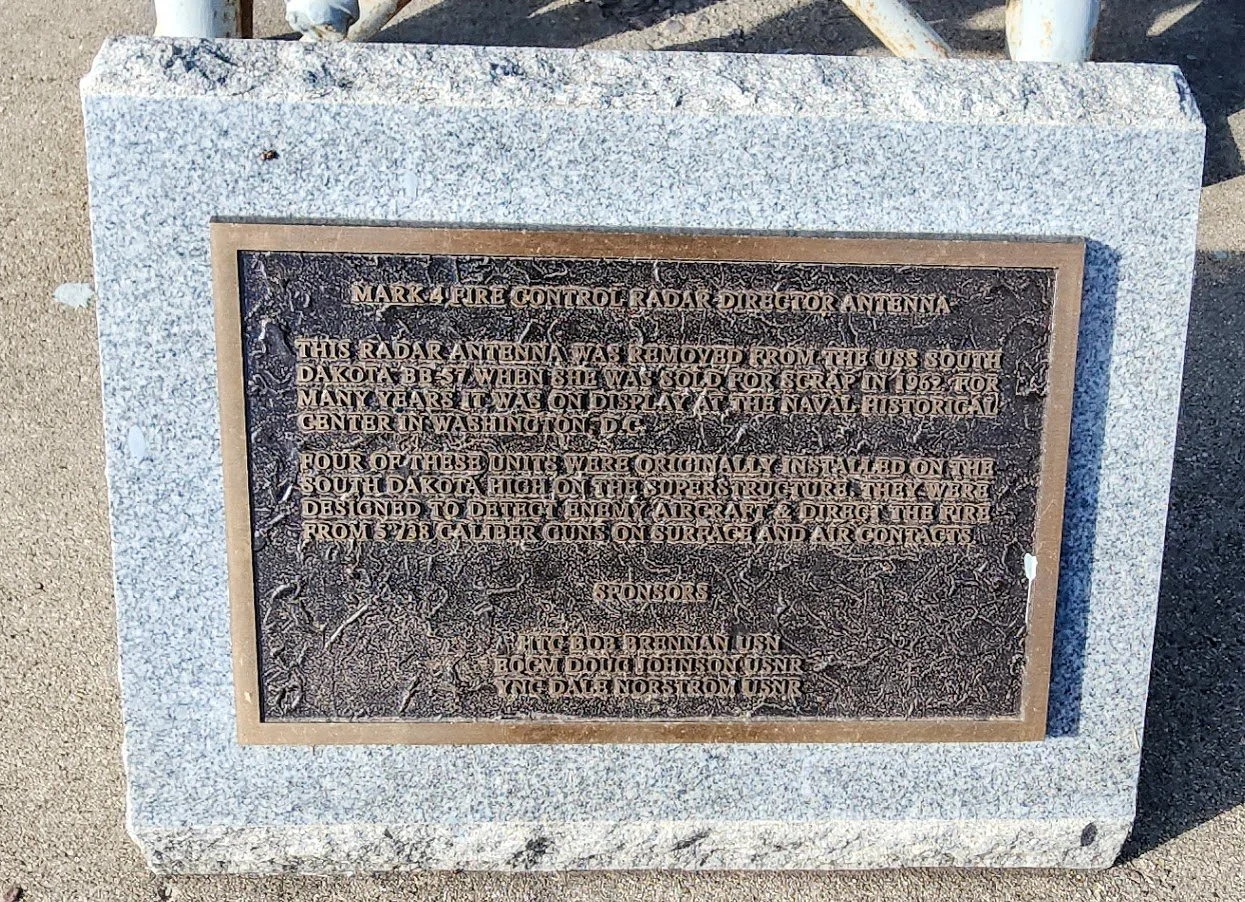 MARK 4 FIRE CONTROL RADAR DIRECTOR ANTENNA
THIS RADAR ANTENNA WAS REMOVED FROM THE USS SOUTH
DAKOTA BB-57 WHEN SHE WAS SOLD FOR SCRAP IN 1962. FOR
MANY YEARS IT WAS ON DISPLAY AT THE NAVAL HISTORICAL
CENTER IN WASHINGTON, D.C.
FOUR OF THESE UNITS WERE ORIGINALLY INSTALLED ON THE
SOUTH DAKOTA HIGH ON THE SUPERSTRUCTURE. THEY WERE
DESIGNED TO DETECT ENEMY AIRCRAFT & DIRECT THE FIRE
FROM 5"/38 CALIBER GUNS ON SURFACE AND AIR CONTACTS.
SPONSORS
HTC BOB BRENNAN USN
EQCM DOUG JOHNSON USNR
YNC DALE NORSTROM USNR